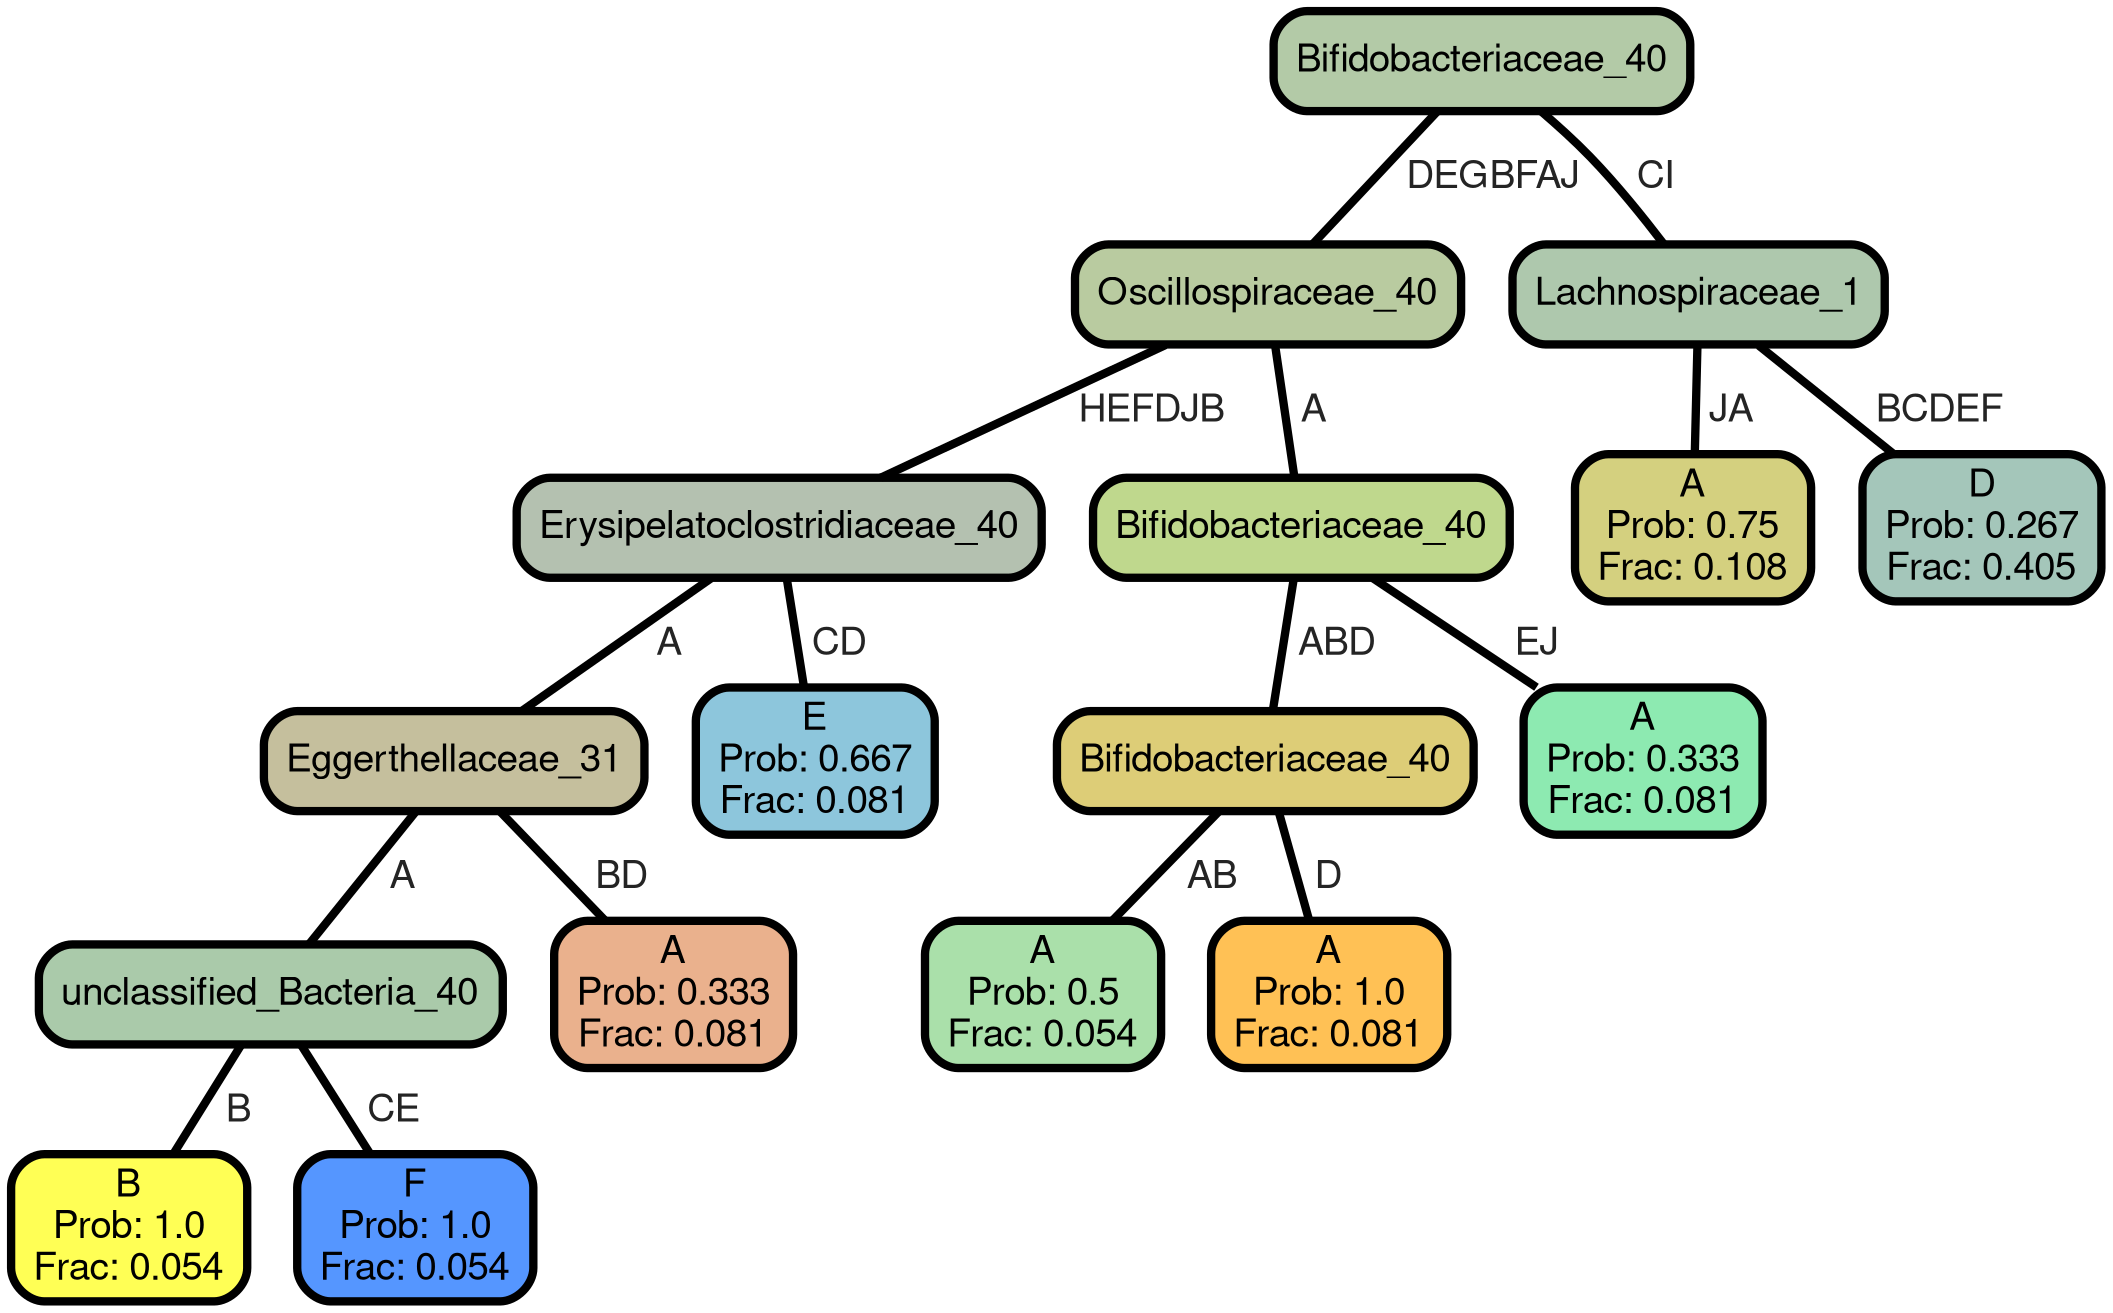 Bifidobacteriaceae_40
DEGBFAJ
CI
Oscillospiraceae_40
Lachnospiraceae_1
HEFDJB
A
JA
BCDEF
Erysipelatoclostridiaceae_40
Bifidobacteriaceae_40
A
Prob: 0.75
Frac: 0.108
D
Prob: 0.267
Frac: 0.405
A
CD
ABD
EJ
Eggerthellaceae_31
E
Prob: 0.667
Frac: 0.081
Bifidobacteriaceae_40
A
Prob: 0.333
Frac: 0.081
A
BD
AB
D
unclassified_Bacteria_40
A
Prob: 0.333
Frac: 0.081
A
Prob: 0.5
Frac: 0.054
A
Prob: 1.0
Frac: 0.081
B
CE
B
Prob: 1.0
Frac: 0.054
F
Prob: 1.0
Frac: 0.054